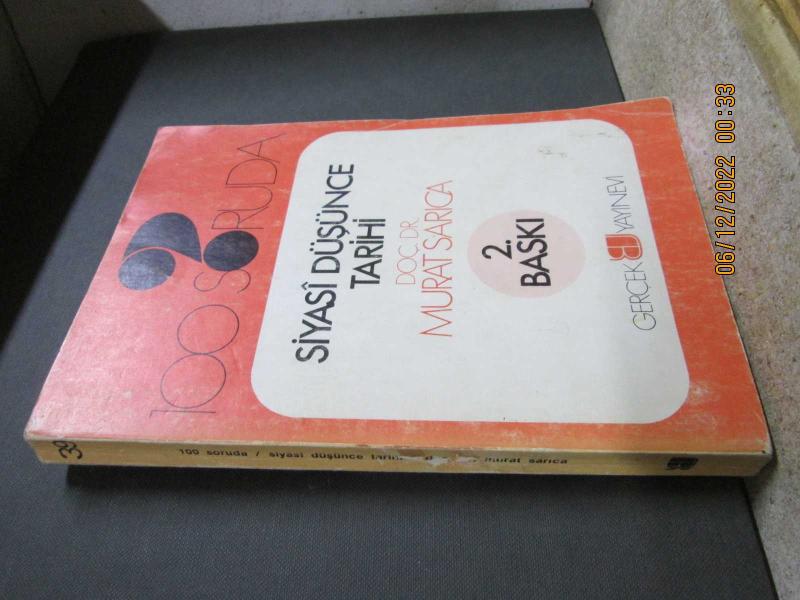 100 SORUDA
SİYASÎ DÜŞÜNCE
TARİHİ
DOÇ. DR.
MURAT SARICA
2.
BASKI
GERÇEK YAYINEVİ
100 soruda / siyasî düşünce murat sarıca
06/12/2022 00:33